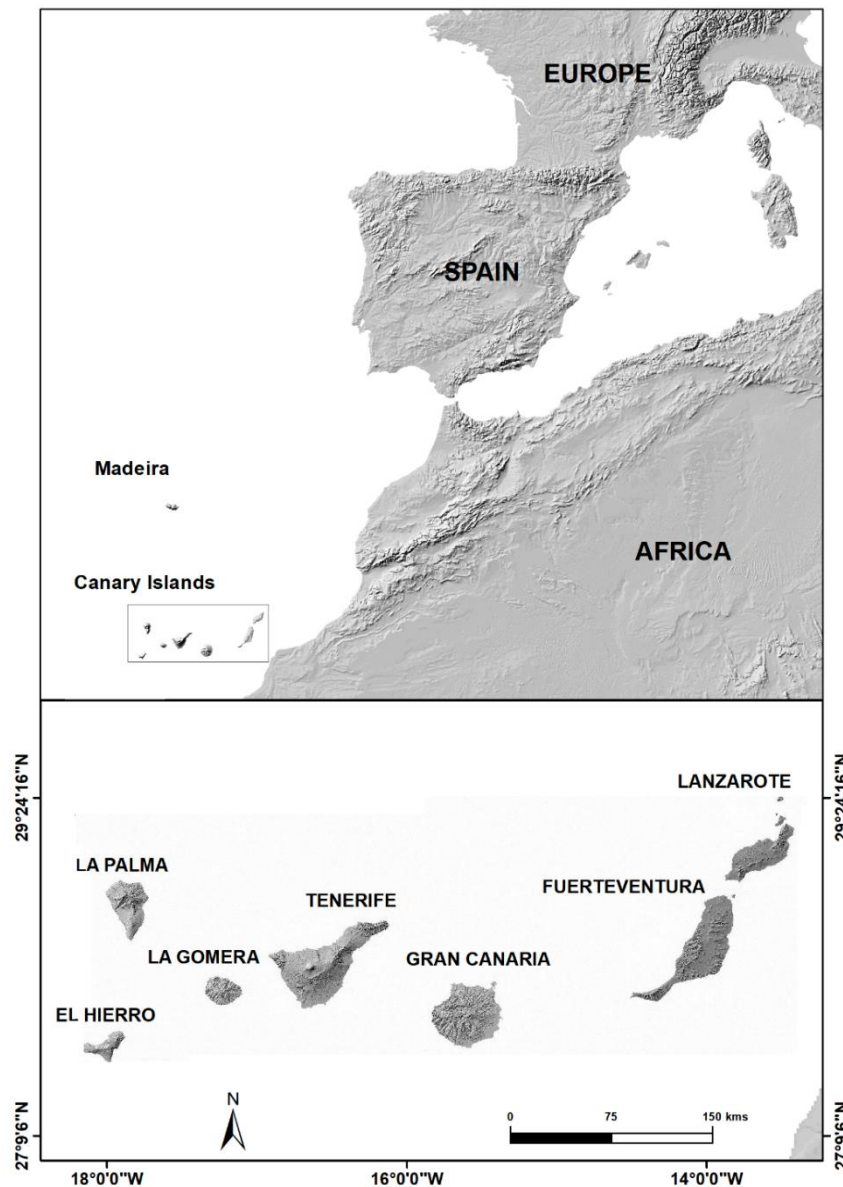 EUROPE
SPAIN
Madeira
AFRICA
Canary Islands
29°24'16"N
29°24'16"N
LANZAROTE
LA PALMA
FUERTEVENTURA
TENERIFE
LA GOMERA
GRAN CANARIA
EL HIERRO
N
0 75 150 kms
27°9'6"N
27°9'6"N
18°0'0"W 16°0'0"W 14°0'0"W